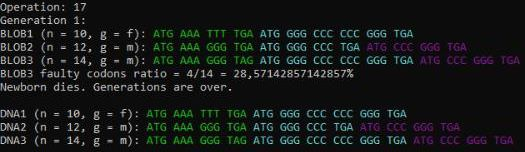 Operation: 17
Generation 1:
BLOB1 (n = 10, g = f): ATG AAA TTT TGA ATG GGG CCC CCC GGG TGA
BLOB2 (n = 12, g = m): ATG AAA GGG TGA ATG GGG CCC TGA ATG CCC GGG TGA
BLOB3 (n = 14, g = m): ATG AAA GGG TAG ATG GGG CCC CCC GGG TGA ATG CCC GGG TGA
BLOB3 faulty codons ratio = 4/14 = 28,57142857142857%
Newborn dies. Generations are over.
DNA1 (n = 10, g = f): ATG AAA TTT TGA ATG GGG CCC CCC GGG TGA
DNA2 (n = 12, g = m): ATG AAA GGG TGA ATG GGG CCC TGA ATG CCC GGG TGA
DNA3 (n = 14, g = m): ATG AAA GGG TAG ATG GGG CCC CCC GGG TGA ATG CCC GGG TGA